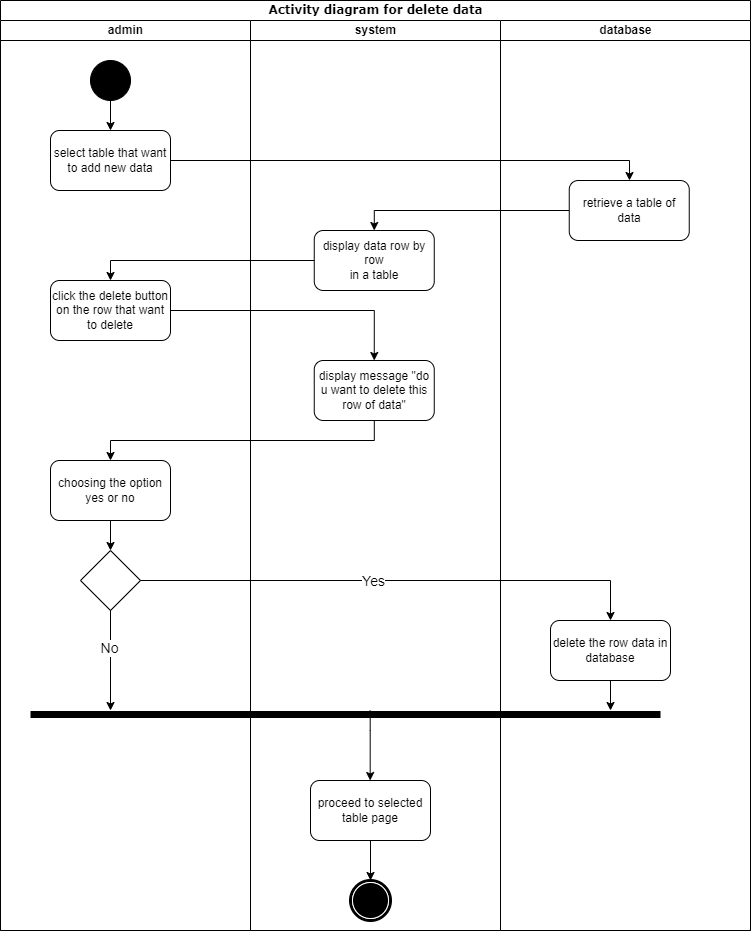 Activity diagram for delete data
admin
system
database
select table that want
to add new data
retrieve a table of
data
display data row by
row
in a table
click the delete button
on the row that want
to delete
display message "do
u want to delete this
row of data"
choosing the option
yes or no
Yes
No
delete the row data in
database
proceed to selected
table page